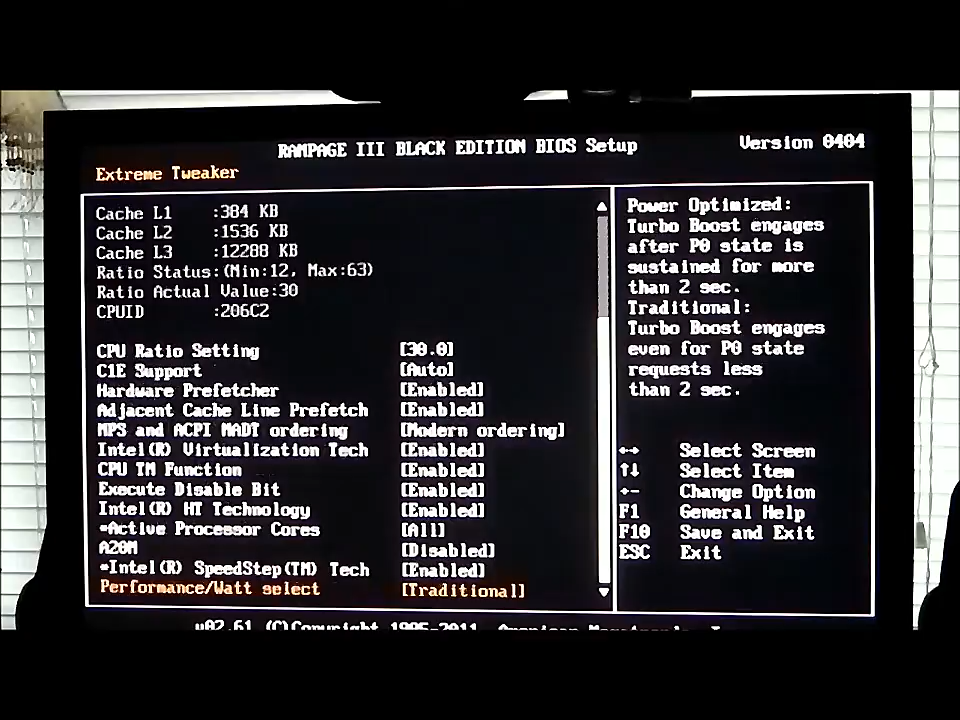 RAMPAGE III BLACK EDITION BIOS Setup
Version 0404
Extreme Tweaker
Cache L1 :384 KB
Cache L2 :1536 KB
Cache L3 :12288 KB
Ratio Status:(Min:12, Max:63)
Ratio Actual Value:30
CPUID :206C2
CPU Ratio Setting [30.0]
C1E Support [Auto]
Hardware Prefetcher [Enabled]
Adjacent Cache Line Prefetch [Enabled]
MPS and ACPI MADT ordering [Modern ordering]
Intel(R) Virtualization Tech [Enabled]
CPU TM Function [Enabled]
Execute Disable Bit [Enabled]
Intel(R) HT Technology [Enabled]
*Active Processor Cores [All]
A20M [Disabled]
*Intel(R) SpeedStep(TM) Tech [Enabled]
Performance/Watt select [Traditional]
Power Optimized:
Turbo Boost engages
after P0 state is
sustained for more
than 2 sec.
Traditional:
Turbo Boost engages
even for P0 state
requests less
than 2 sec.
←→ Select Screen
↑↓ Select Item
+- Change Option
F1 General Help
F10 Save and Exit
ESC Exit
v02.61 (C)Copyright 1985-2011, American